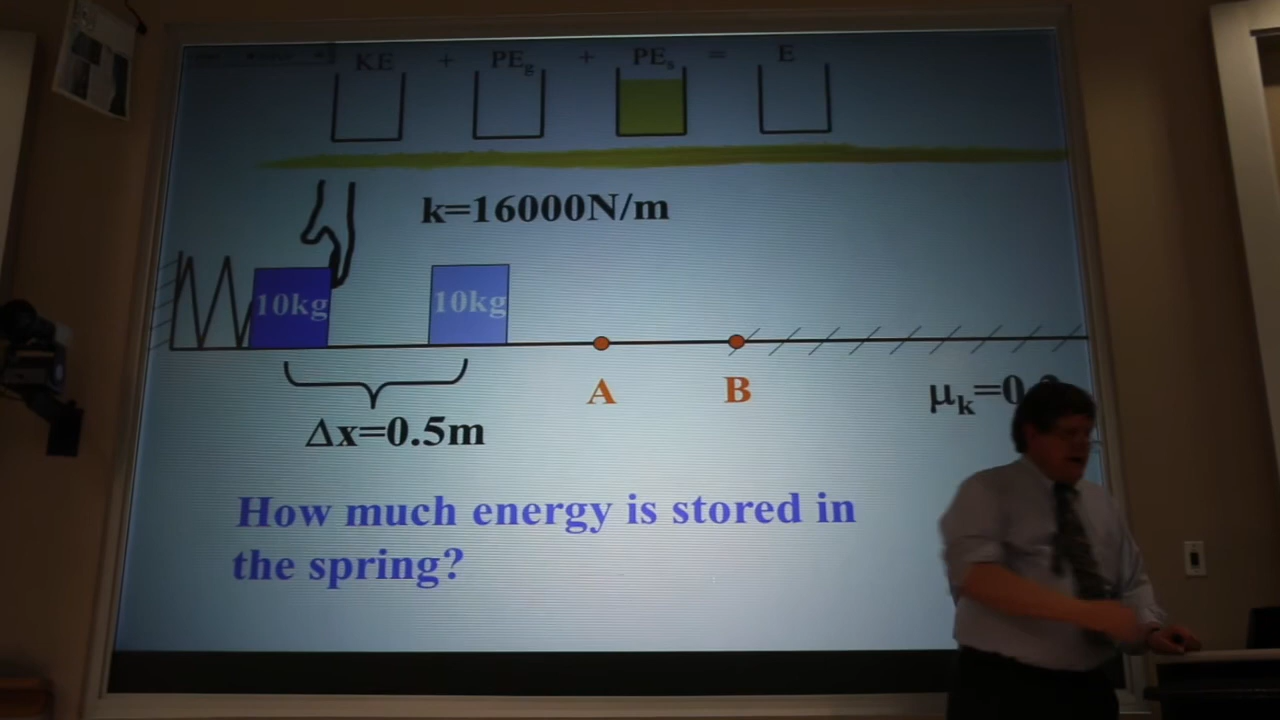 KE + PEg + PEs = E
k=16000N/m
10kg 10kg
A B
μk=0.
Δx=0.5m
How much energy is stored in
the spring?